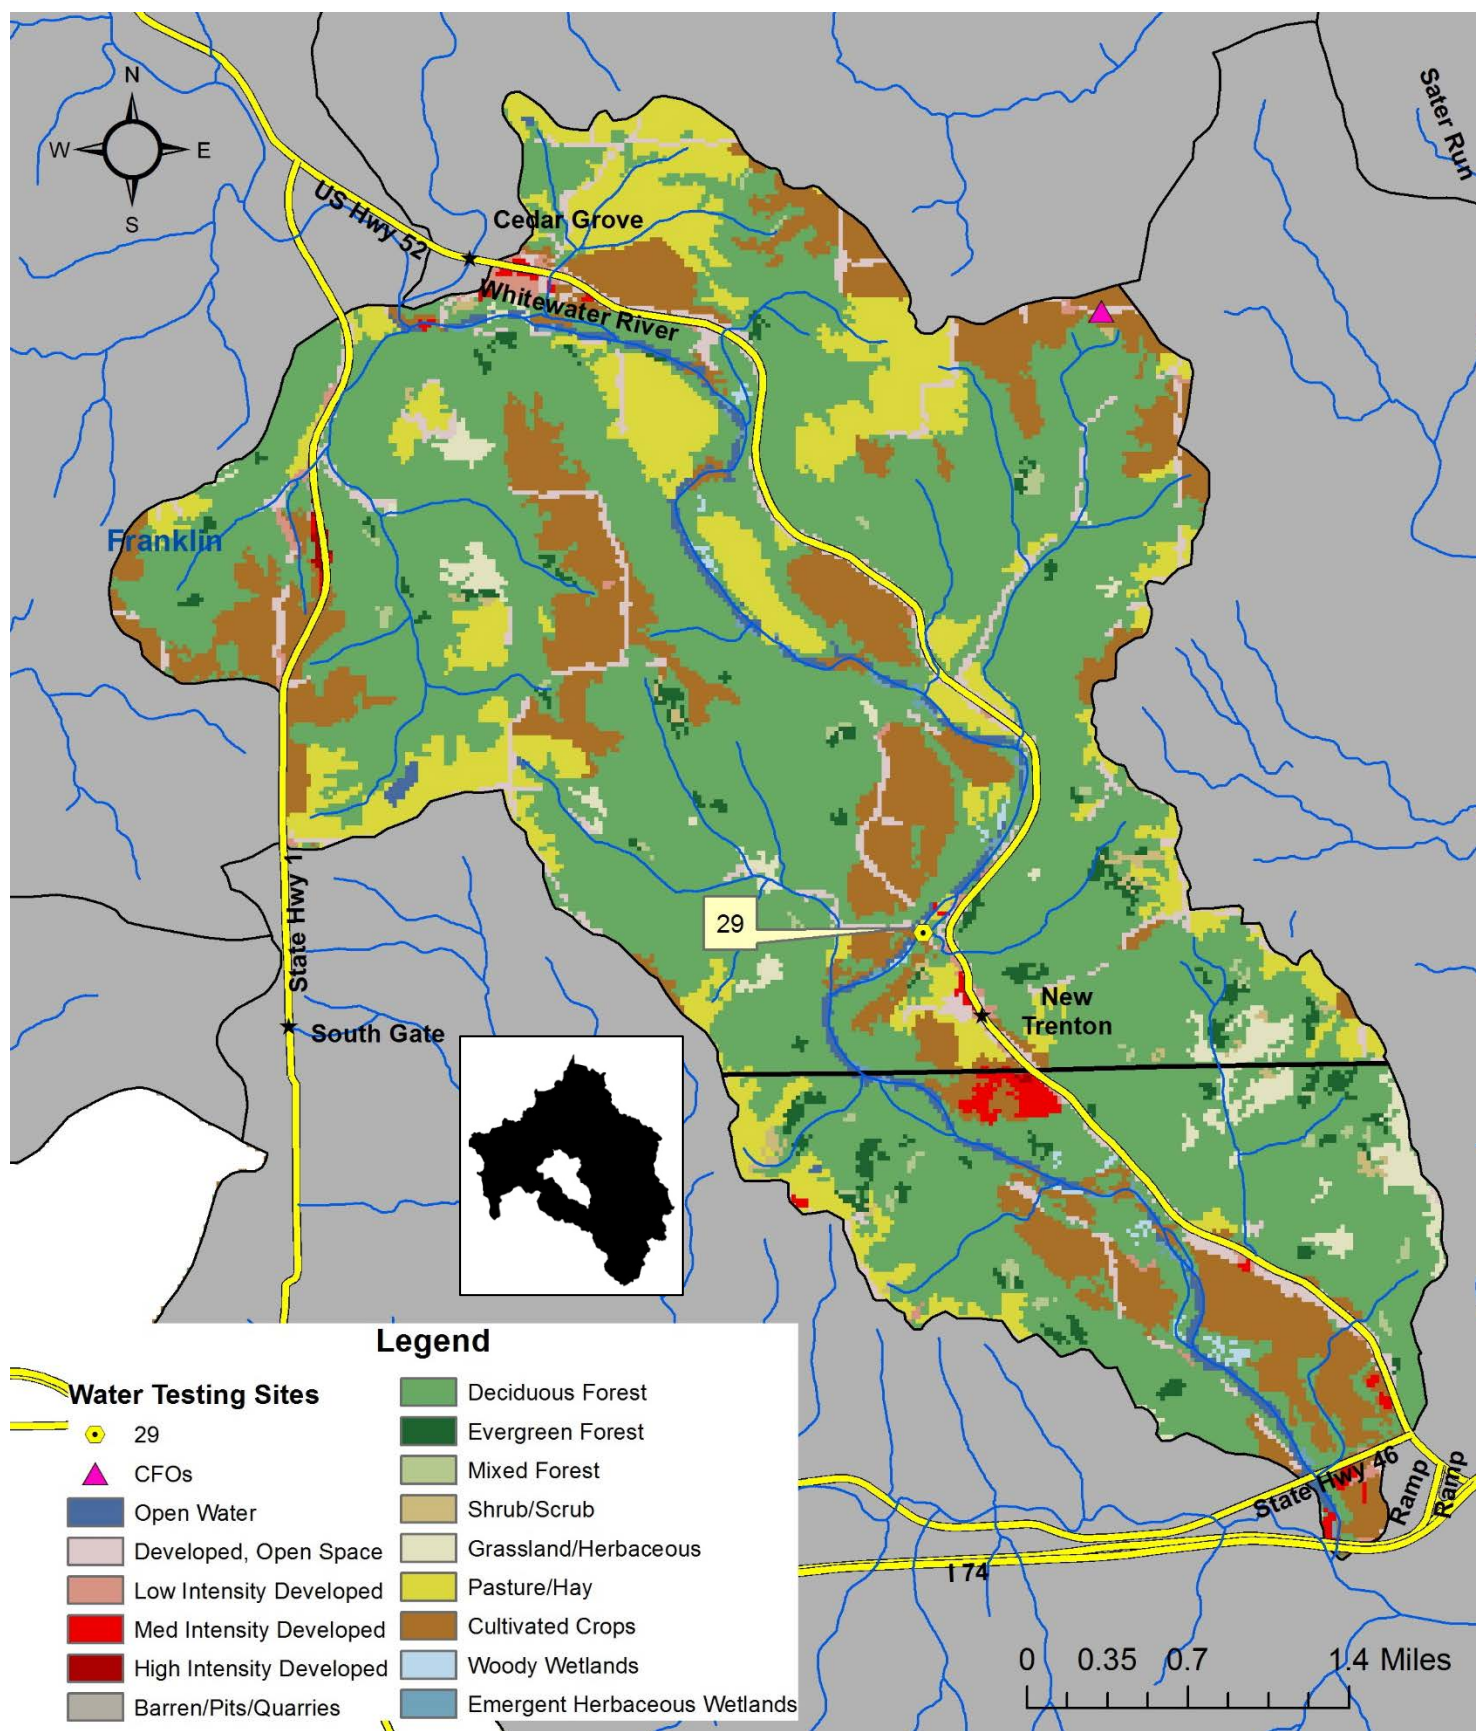 N
W E
S
Sater Run
US Hwy 52
Cedar Grove
Whitewater River
Franklin
29
State Hwy 1
South Gate
New
Trenton
State Hwy 46
Ramp
Ramp
I 74
Legend
Water Testing Sites
29
CFOs
Open Water
Developed, Open Space
Low Intensity Developed
Med Intensity Developed
High Intensity Developed
Barren/Pits/Quarries
Deciduous Forest
Evergreen Forest
Mixed Forest
Shrub/Scrub
Grassland/Herbaceous
Pasture/Hay
Cultivated Crops
Woody Wetlands
Emergent Herbaceous Wetlands
0 0.35 0.7 1.4 Miles